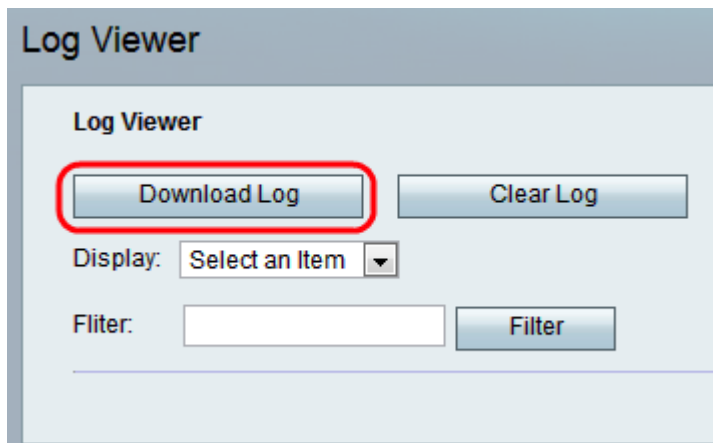 Log Viewer
Log Viewer
Download Log Clear Log
Display: Select an Item
Fliter: Filter